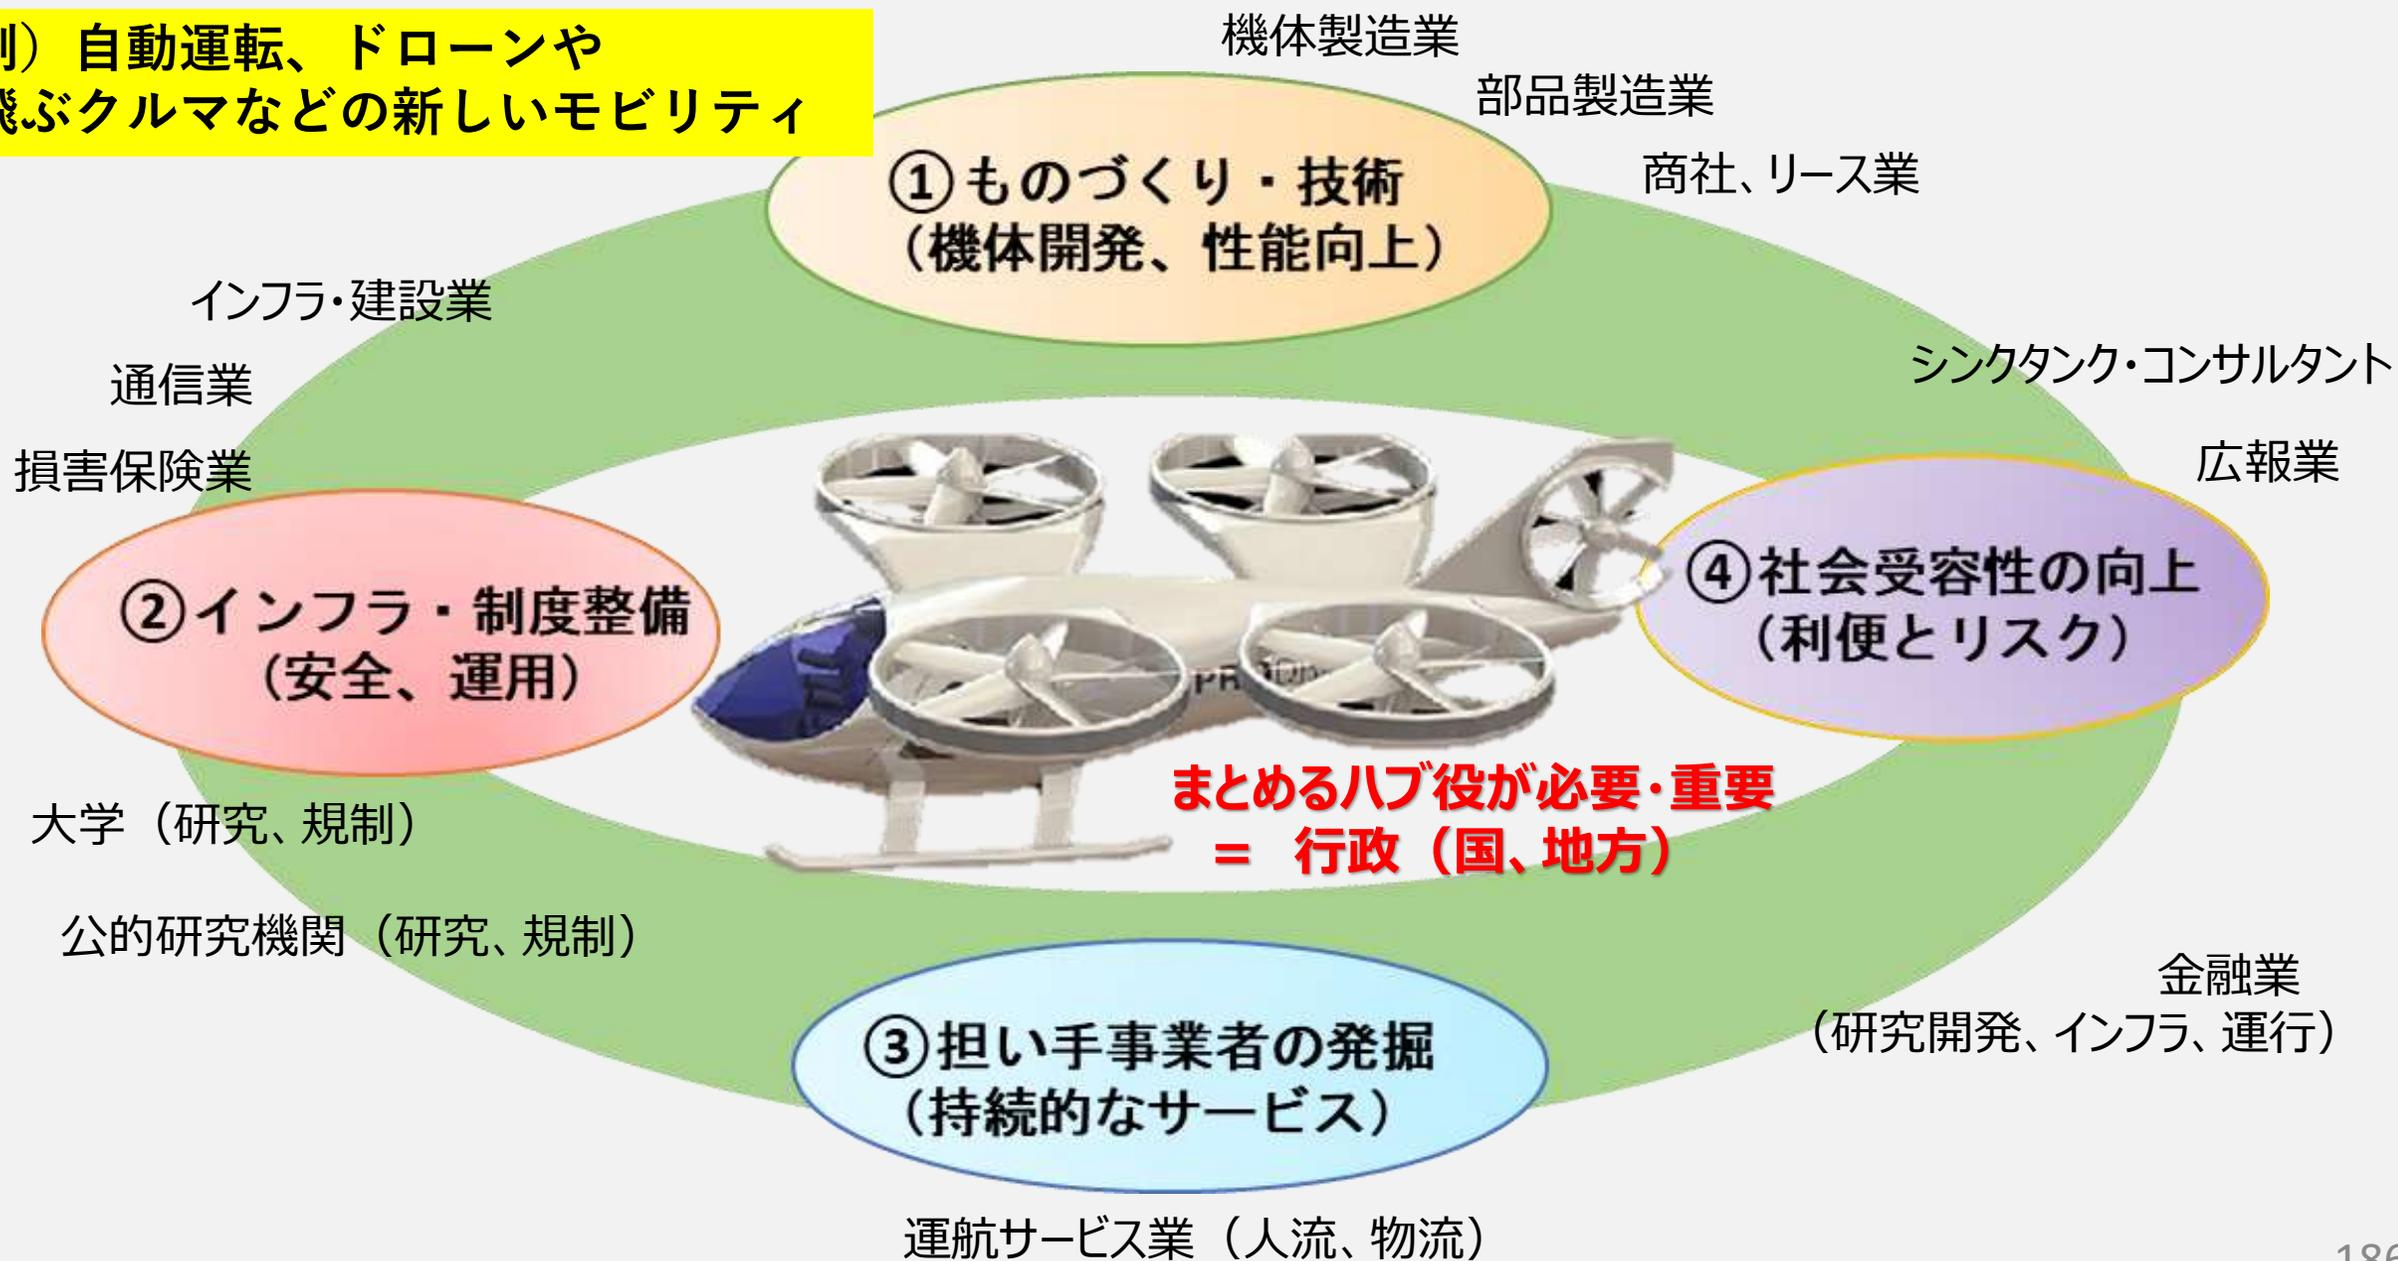 例）自動運転、ドローンや
飛ぶクルマなどの新しいモビリティ
機体製造業
部品製造業
商社、リース業
①ものづくり・技術
（機体開発、性能向上）
インフラ・建設業
通信業
損害保険業
シンクタンク・コンサルタント
広報業
②インフラ・制度整備
（安全、運用）
④社会受容性の向上
（利便とリスク）
まとめるハブ役が必要・重要
＝ 行政（国、地方）
大学（研究、規制）
公的研究機関（研究、規制）
金融業
（研究開発、インフラ、運行）
③担い手事業者の発掘
（持続的なサービス）
運航サービス業（人流、物流）
186